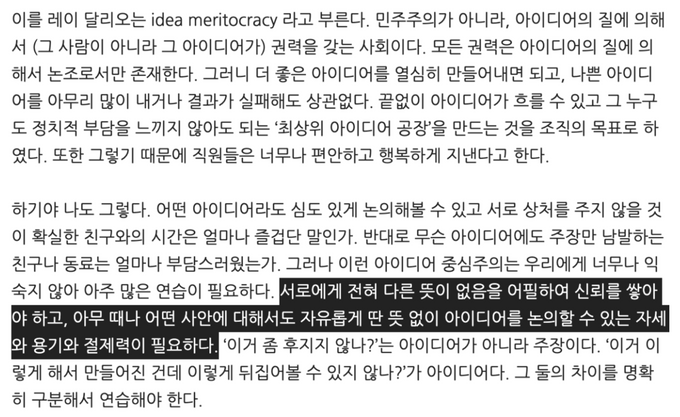 이를 레이 달리오는 idea meritocracy 라고 부른다. 민주주의가 아니라, 아이디어의 질에 의해
서 (그 사람이 아니라 그 아이디어가) 권력을 갖는 사회이다. 모든 권력은 아이디어의 질에 의
해서 논조로서만 존재한다. 그러니 더 좋은 아이디어를 열심히 만들어내면 되고, 나쁜 아이디
어를 아무리 많이 내거나 결과가 실패해도 상관없다. 끝없이 아이디어가 흐를 수 있고 그 누구
도 정치적 부담을 느끼지 않아도 되는 '최상위 아이디어 공장'을 만드는 것을 조직의 목표로 하
였다. 또한 그렇기 때문에 직원들은 너무나 편안하고 행복하게 지낸다고 한다.
하기야 나도 그렇다. 어떤 아이디어라도 심도 있게 논의해볼 수 있고 서로 상처를 주지 않을 것
이 확실한 친구와의 시간은 얼마나 즐겁단 말인가. 반대로 무슨 아이디어에도 주장만 남발하는
친구나 동료는 얼마나 부담스러웠는가. 그러나 이런 아이디어 중심주의는 우리에게 너무나 익
숙지 않아 아주 많은 연습이 필요하다. 서로에게 전혀 다른 뜻이 없음을 어필하여 신뢰를 쌓아
야 하고, 아무 때나 어떤 사안에 대해서도 자유롭게 딴 뜻 없이 아이디어를 논의할 수 있는 자세
와 용기와 절제력이 필요하다. '이거 좀 후지지 않나?'는 아이디어가 아니라 주장이다. '이거 이
렇게 해서 만들어진 건데 이렇게 뒤집어볼 수 있지 않나?'가 아이디어다. 그 둘의 차이를 명확
히 구분해서 연습해야 한다.